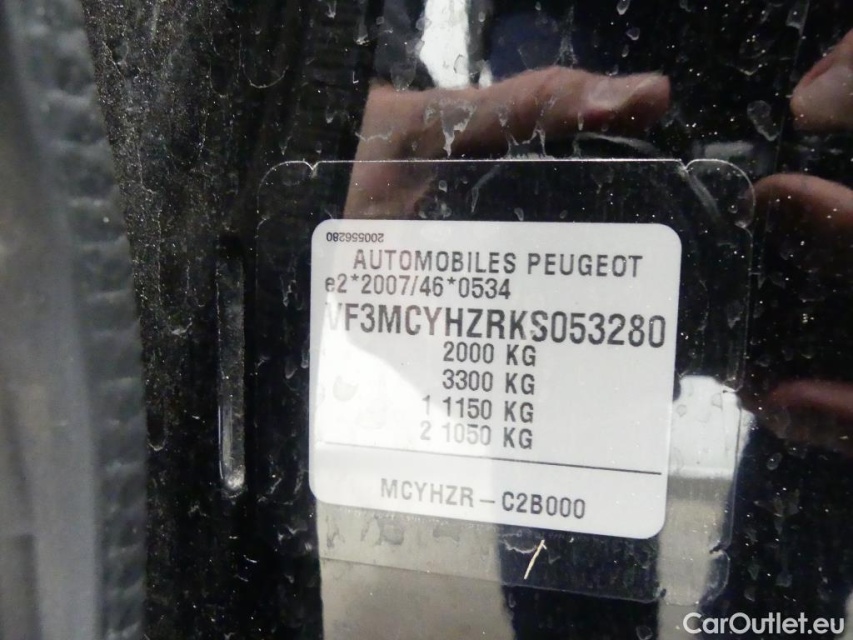 200556280
AUTOMOBILES PEUGEOT
e2*2007/46*0534
VF3MCYHZRKS053280
2000 KG
3300 KG
1 1150 KG
2 1050 KG
MCYHZR – C2B000
CarOutlet.eu